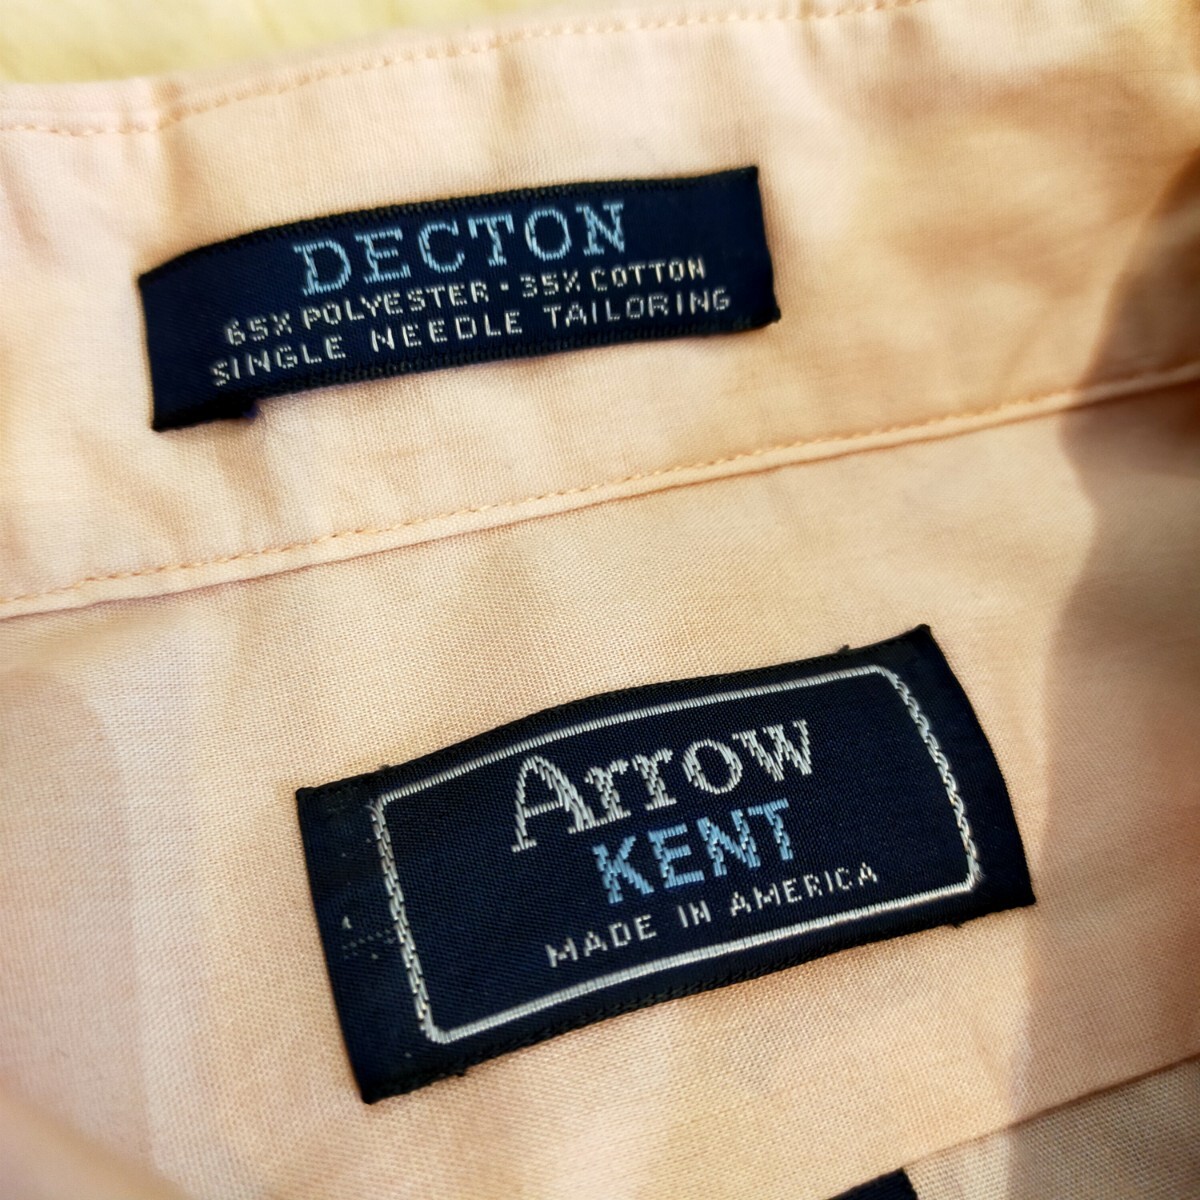 DECTON
65% POLYESTER · 35% COTTON
SINGLE NEEDLE TAILORING
Arrow
KENT
MADE IN AMERICA